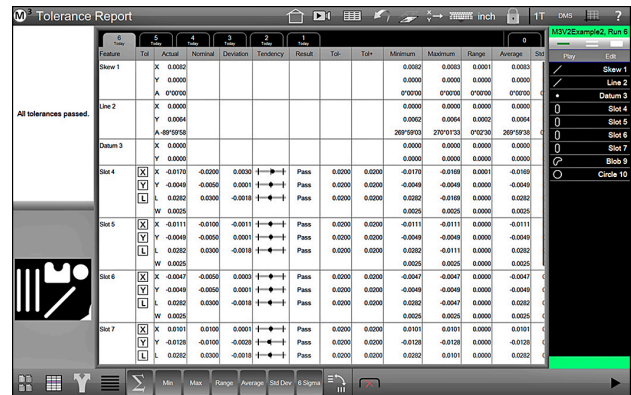 M³ Tolerance Report inch 1T DMS ?
M3V2Example2, Run 6
6 Today 5 Today 4 Today 3 Today 2 Today 1 Today 0
Play Edit
Feature Tol Actual Nominal Deviation Tendency Result Tol- Tol+ Minimum Maximum Range Average Std
Skew 1 X 0.0082 0.0082 0.0083 0.0001 0.0083
Y 0.0000 0.0000 0.0000 0.0000 0.0000
A 0°00'00 0°00'00 0°00'00 0°00'00 0°00'00
Line 2 X 0.0000 0.0000 0.0000 0.0000 0.0000
Y 0.0064 0.0062 0.0064 0.0002 0.0064
A -89°59'58 269°59'03 270°01'33 0°02'30 269°59'38
Datum 3 X 0.0000 0.0000 0.0000 0.0000 0.0000
Y 0.0000 0.0000 0.0000 0.0000 0.0000
Slot 4 X X -0.0170 -0.0200 0.0030 Pass 0.0200 0.0200 -0.0170 -0.0169 0.0001 -0.0169
Y Y -0.0049 -0.0050 0.0001 Pass 0.0200 0.0200 -0.0049 -0.0049 0.0000 -0.0049
L L 0.0282 0.0300 -0.0018 Pass 0.0200 0.0200 0.0282 -0.0169 0.0000 0.0282
W 0.0025 0.0025 0.0025 0.0000 0.0025
Slot 5 X X -0.0111 -0.0100 -0.0011 Pass 0.0200 0.0200 -0.0111 -0.0111 0.0000 -0.0111
Y Y -0.0049 -0.0050 0.0001 Pass 0.0200 0.0200 -0.0049 -0.0049 0.0000 -0.0049
L L 0.0282 0.0300 -0.0018 Pass 0.0200 0.0200 0.0282 -0.0111 0.0000 0.0282
W 0.0025 0.0025 0.0025 0.0000 0.0025
Slot 6 X X -0.0047 -0.0050 0.0003 Pass 0.0200 0.0200 -0.0047 -0.0047 0.0000 -0.0047
Y Y -0.0049 -0.0050 0.0001 Pass 0.0200 0.0200 -0.0049 -0.0049 0.0000 -0.0049
L L 0.0282 0.0300 -0.0018 Pass 0.0200 0.0200 0.0282 -0.0047 0.0000 0.0282
W 0.0025 0.0025 0.0025 0.0000 0.0025
Slot 7 X X 0.0101 0.0100 0.0001 Pass 0.0200 0.0200 0.0101 0.0101 0.0000 0.0101
Y Y -0.0128 -0.0100 -0.0028 Pass 0.0200 0.0200 -0.0128 -0.0128 0.0000 -0.0128
L L 0.0282 0.0300 -0.0018 Pass 0.0200 0.0200 0.0282 0.0101 0.0000 0.0282
All tolerances passed.
Skew 1
Line 2
Datum 3
Slot 4
Slot 5
Slot 6
Slot 7
Blob 9
Circle 10
Σ Min Max Range Average Std Dev 6 Sigma